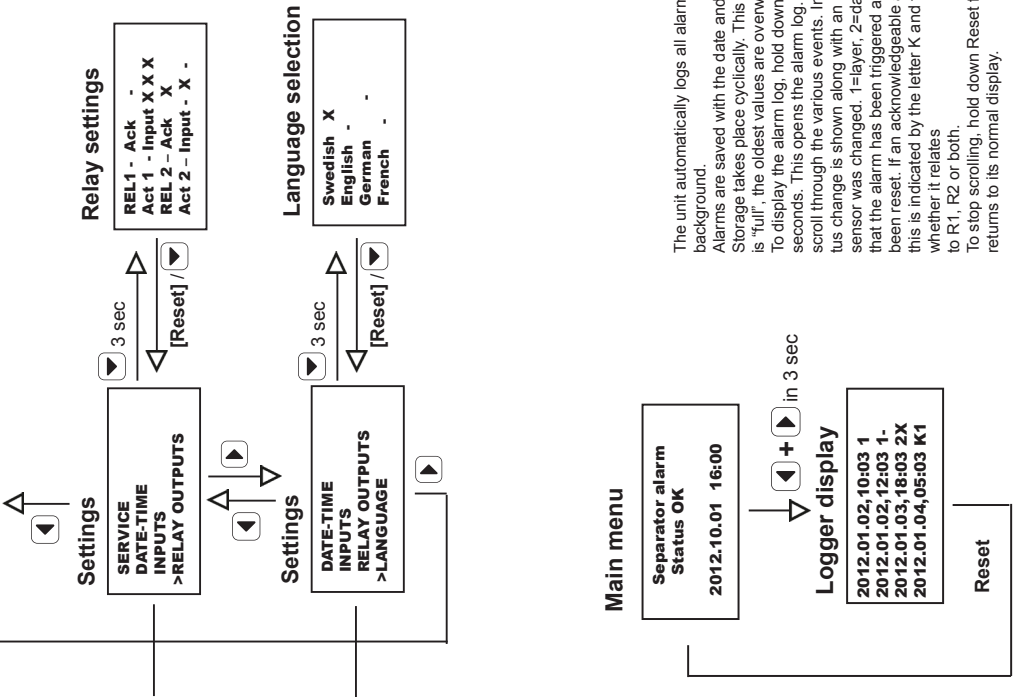 Settings
SERVICE
DATE-TIME
INPUTS
>RELAY OUTPUTS
3 sec
[Reset] /
Relay settings
REL1 - Ack -
Act 1 - Input X X X
REL 2 – Ack X
Act 2 – Input - X -
Settings
DATE-TIME
INPUTS
RELAY OUTPUTS
>LANGUAGE
3 sec
[Reset] /
Language selection
Swedish X
English -
German -
French -
Main menu
Separator alarm
Status OK
2012.10.01 16:00
+ in 3 sec
Logger display
2012.01.02,10:03 1
2012.01.02,12:03 1-
2012.01.03,18:03 2X
2012.01.04,05:03 K1
Reset
The unit automatically logs all alarm
background.
Alarms are saved with the date and
Storage takes place cyclically. This
is “full”, the oldest values are overw
To display the alarm log, hold down
seconds. This opens the alarm log.
scroll through the various events. In
tus change is shown along with an
sensor was changed. 1=layer, 2=da
that the alarm has been triggered a
been reset. If an acknowledgeable
this is indicated by the letter K and
whether it relates
to R1, R2 or both.
To stop scrolling, hold down Reset
returns to its normal display.